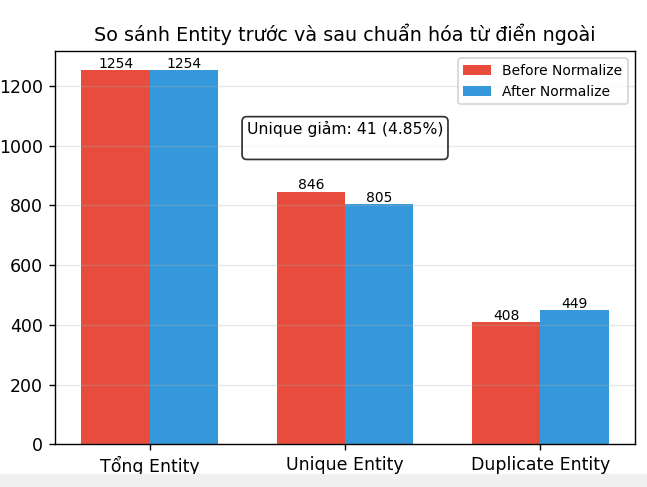 So sánh Entity trước và sau chuẩn hóa từ điển ngoài
Before Normalize
After Normalize
Unique giảm: 41 (4.85%)
1254
1254
846
805
408
449
1200
1000
800
600
400
200
0
Tổng Entity
Unique Entity
Duplicate Entity